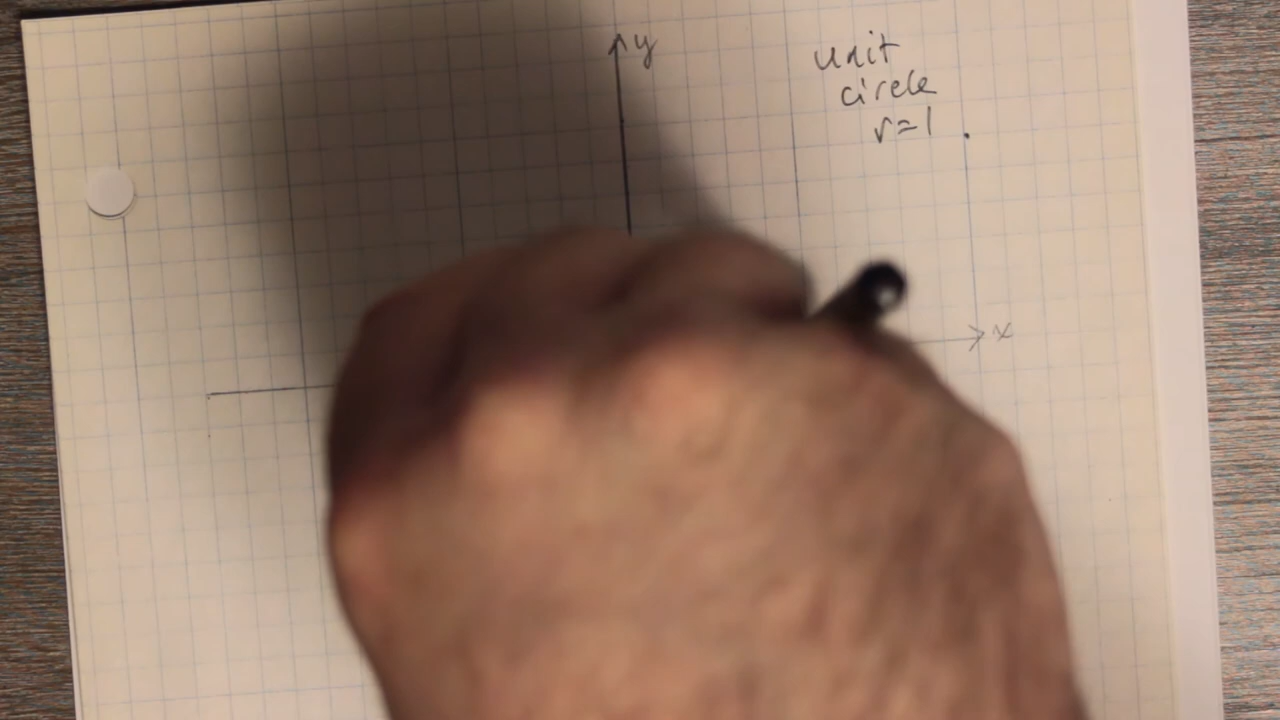 y
unit
circle
r=1
x